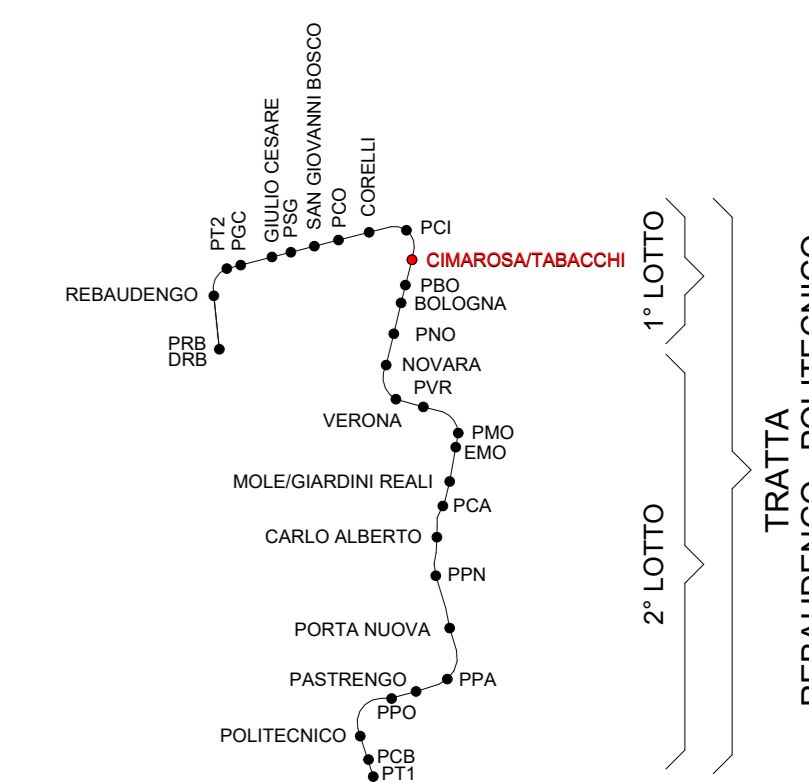 PT2
PGC
GIULIO CESARE
PSG
SAN GIOVANNI BOSCO
PCO
CORELLI
PCI
CIMAROSA/TABACCHI
REBAUDENGO
PBO
BOLOGNA
PRB
DRB
PNO
NOVARA
PVR
VERONA
PMO
EMO
MOLE/GIARDINI REALI
PCA
CARLO ALBERTO
PPN
PORTA NUOVA
PASTRENGO
PPA
PPO
POLITECNICO
PCB
PT1
1° LOTTO
2° LOTTO
TRATTA
REBAUDENGO - POLITECNICO